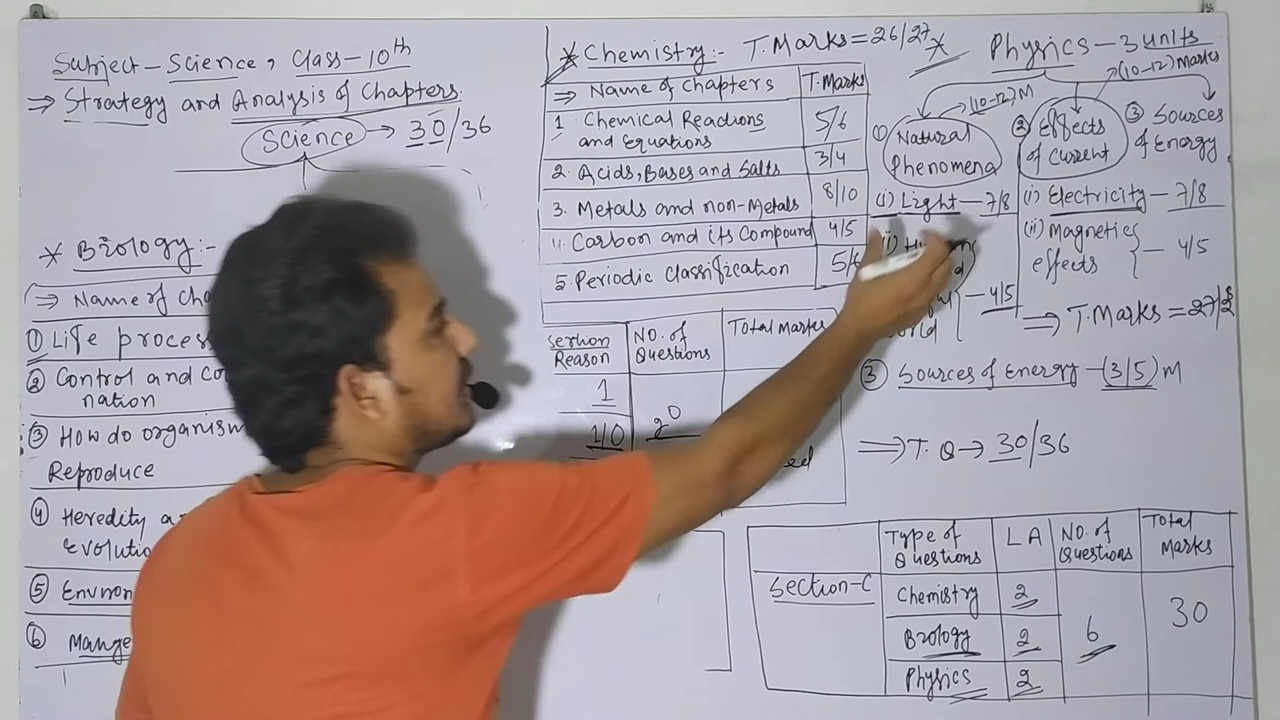 Subject - Science, Class - 10th
⇒ Strategy and Analysis of Chapters.
Science → 30/36
* Biology:-
⇒ Name of Cha
① Life proces
② Control and Co
nation
③ How do organism
Reproduce
④ Heredity a
Evolutio
⑤ Environ
⑥ Mange
* Chemistry:- T. Marks = 26/27 *
⇒ Name of Chapters T. Marks
1. Chemical Reactions 5/6
and Equations
2. Acids, Bases and Salts 3/4
3. Metals and non-Metals 8/10
4. Carbon and its Compound 4/5
5. Periodic Classification
sertion NO. of Total Marks
Reason Questions
1
1/0
Physics - 3 units
(10-12) Marks
(10-12) M
① Natural
Phenomena
② Effects
of Current
③ Sources
of Energy
(i) Light - 7/8
(ii)
4/5
(i) Electricity - 7/8
(ii) Magnetic
effects - 4/5
⇒ T. Marks = 27/2
③ Sources of Energy - (3/5) M
⇒ T. Q → 30/36
Type of LA NO. of Total
Questions Questions Marks
Section-C Chemistry 2 6 30
Biology 2
Physics 2